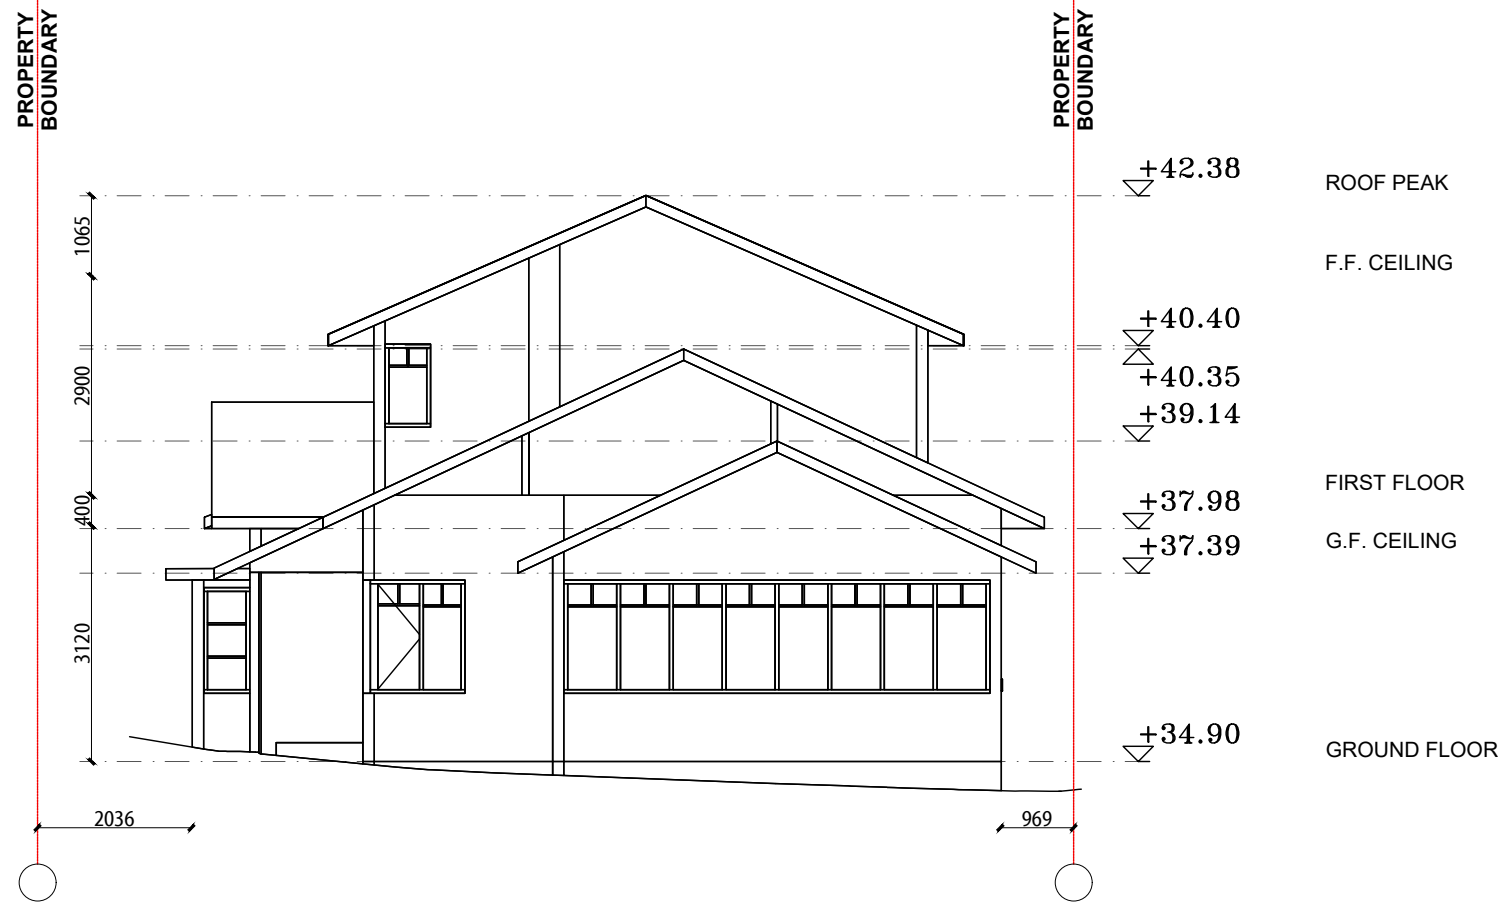 PROPERTY
BOUNDARY
PROPERTY
BOUNDARY
+42.38
ROOF PEAK
1065
F.F. CEILING
+40.40
2900
+40.35
+39.14
FIRST FLOOR
400
+37.98
G.F. CEILING
+37.39
3120
+34.90
GROUND FLOOR
2036
969